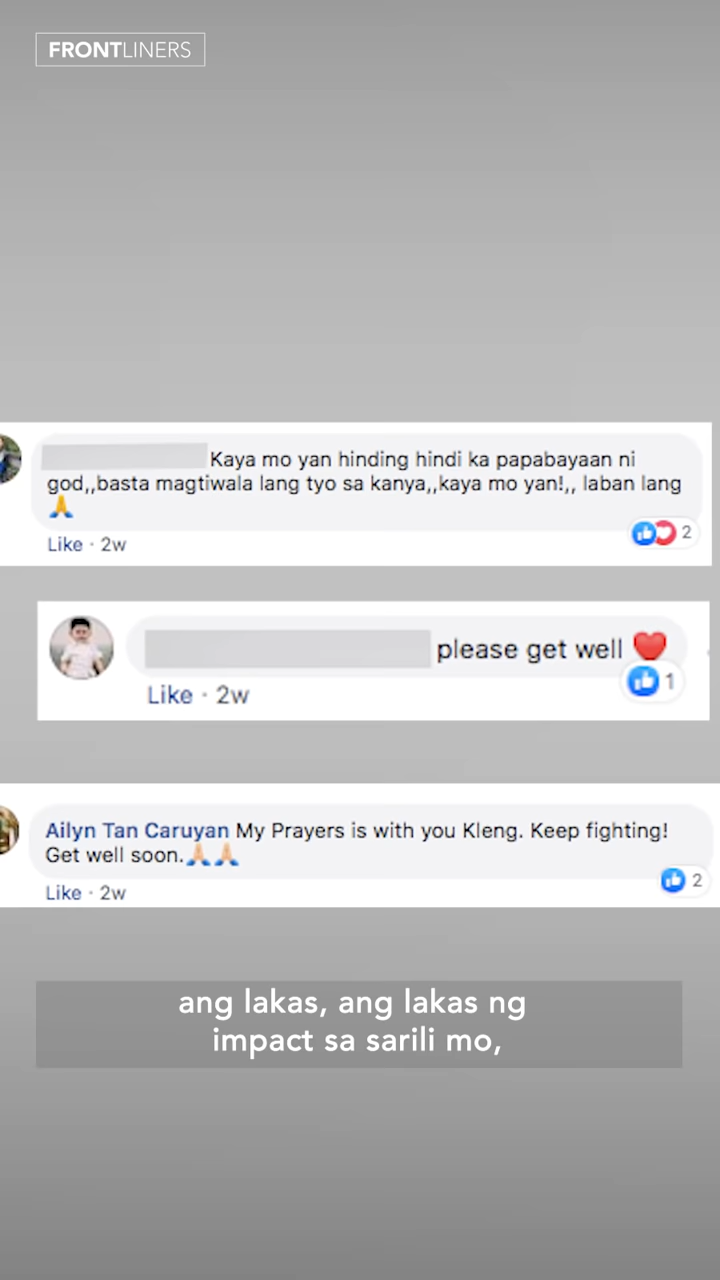 FRONTLINERS
Kaya mo yan hinding hindi ka papabayaan ni
god,,basta magtiwala lang tyo sa kanya,,kaya mo yan!,, laban lang
🙏
2
Like · 2w
please get well ❤️
1
Like · 2w
Ailyn Tan Caruyan My Prayers is with you Kleng. Keep fighting!
Get well soon.🙏🙏
2
Like · 2w
ang lakas, ang lakas ng
impact sa sarili mo,